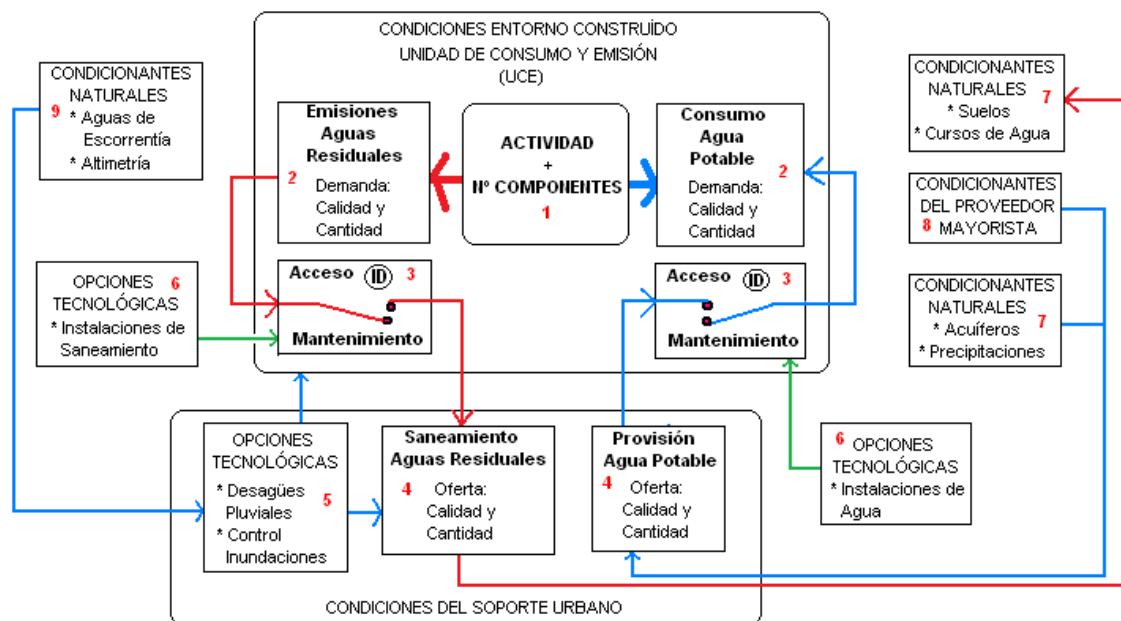 CONDICIONES ENTORNO CONSTRUÍDO
UNIDAD DE CONSUMO Y EMISIÓN
(UCE)
CONDICIONANTES
NATURALES
9 * Aguas de
Escorrentía
* Altimetría
Emisiones
Aguas
Residuales
2 Demanda:
Calidad y
Cantidad
ACTIVIDAD
+
Nº COMPONENTES
1
Consumo
Agua
Potable
2
Demanda:
Calidad y
Cantidad
CONDICIONANTES
NATURALES 7
* Suelos
* Cursos de Agua
CONDICIONANTES
DEL PROVEEDOR
8 MAYORISTA
OPCIONES 6
TECNOLÓGICAS
* Instalaciones de
Saneamiento
Acceso ID 3
Mantenimiento
Acceso ID 3
Mantenimiento
CONDICIONANTES
NATURALES
* Acuíferos 7
* Precipitaciones
OPCIONES
TECNOLÓGICAS
* Desagües
Pluviales 5
* Control
Inundaciones
Saneamiento
Aguas Residuales
4 Oferta:
Calidad y
Cantidad
Provisión
Agua Potable
4 Oferta:
Calidad y
Cantidad
6 OPCIONES
TECNOLÓGICAS
* Instalaciones de
Agua
CONDICIONES DEL SOPORTE URBANO